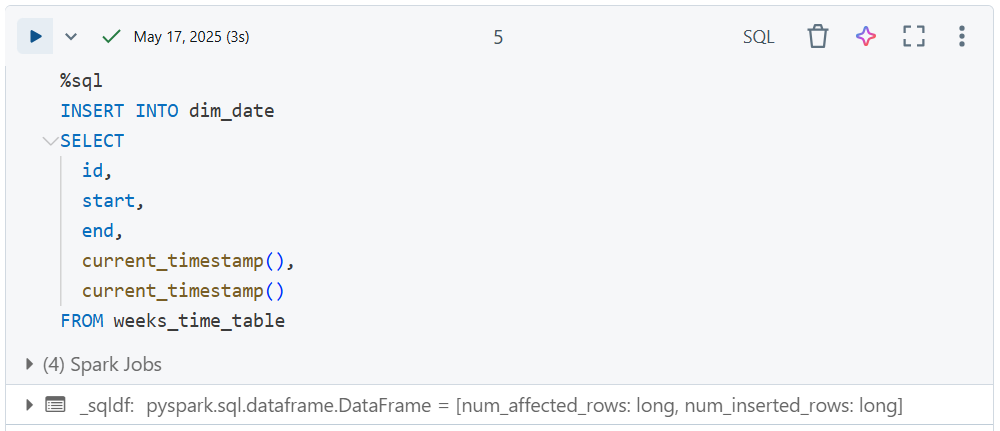 May 17, 2025 (3s) 5 SQL
%sql
INSERT INTO dim_date
SELECT
id,
start,
end,
current_timestamp(),
current_timestamp()
FROM weeks_time_table
(4) Spark Jobs
_sqldf: pyspark.sql.dataframe.DataFrame = [num_affected_rows: long, num_inserted_rows: long]